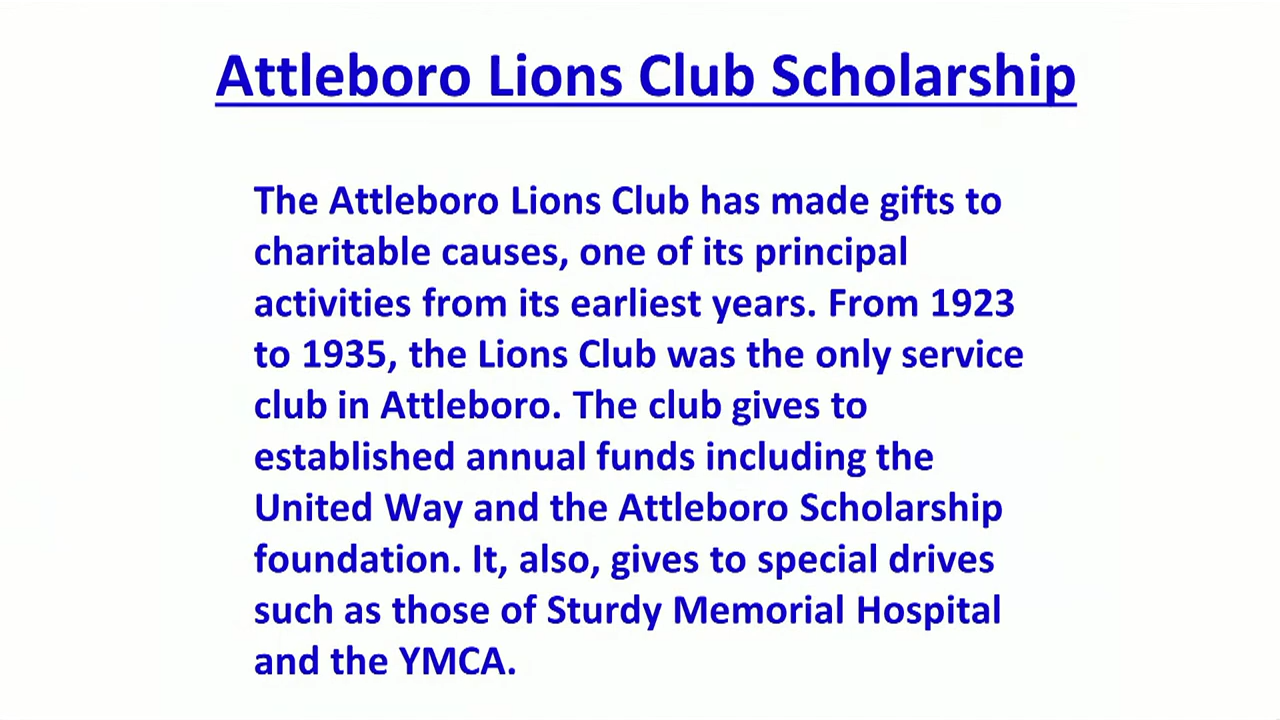 Attleboro Lions Club Scholarship
The Attleboro Lions Club has made gifts to
charitable causes, one of its principal
activities from its earliest years. From 1923
to 1935, the Lions Club was the only service
club in Attleboro. The club gives to
established annual funds including the
United Way and the Attleboro Scholarship
foundation. It, also, gives to special drives
such as those of Sturdy Memorial Hospital
and the YMCA.